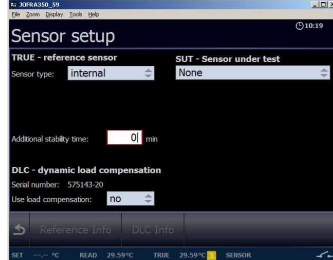 JOFRA350_59
File Zoom Display Tools Help
Sensor setup
10:19
TRUE - reference sensor
Sensor type: internal
SUT - Sensor under test
None
Additional stability time: 0 min
DLC - dynamic load compensation
Serial number: 575143-20
Use load compensation: no
Reference Info DLC Info
SET --.-- °C READ 29.59°C TRUE 29.59°C SENSOR